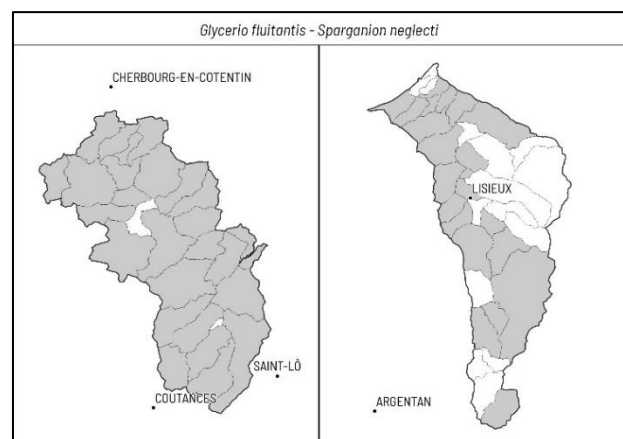 Glycerio fluitantis - Sparganion neglecti
CHERBOURG-EN-COTENTIN
LISIEUX
SAINT-LÔ
COUTANCES
ARGENTAN